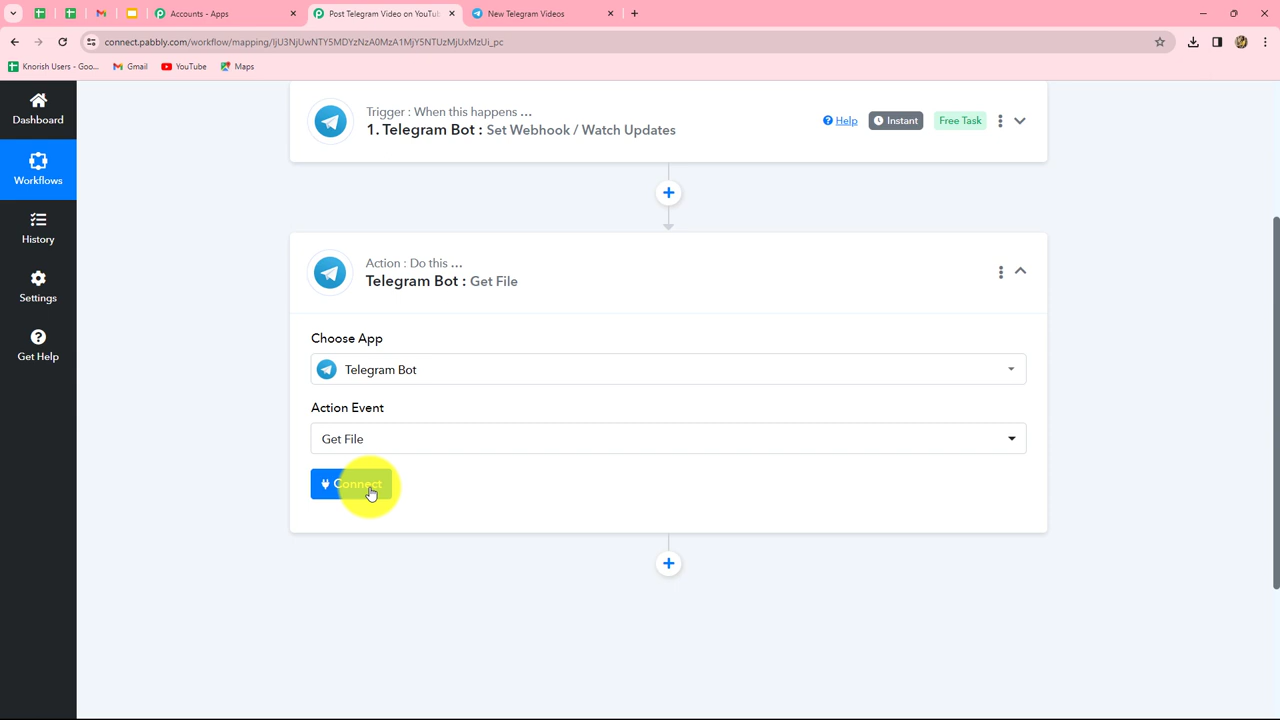 Accounts - Apps
Post Telegram Video on YouTub
New Telegram Videos
connect.pabbly.com/workflow/mapping/IjU3NjUwNTY5MDYzNzA0MzA1MjY5NTUzMjUxMzUi_pc
Knorish Users - Goo...
Gmail
YouTube
Maps
Dashboard
Workflows
History
Settings
Get Help
Trigger : When this happens ...
1. Telegram Bot : Set Webhook / Watch Updates
Help
Instant
Free Task
Action : Do this ...
Telegram Bot : Get File
Choose App
Telegram Bot
Action Event
Get File
Connect